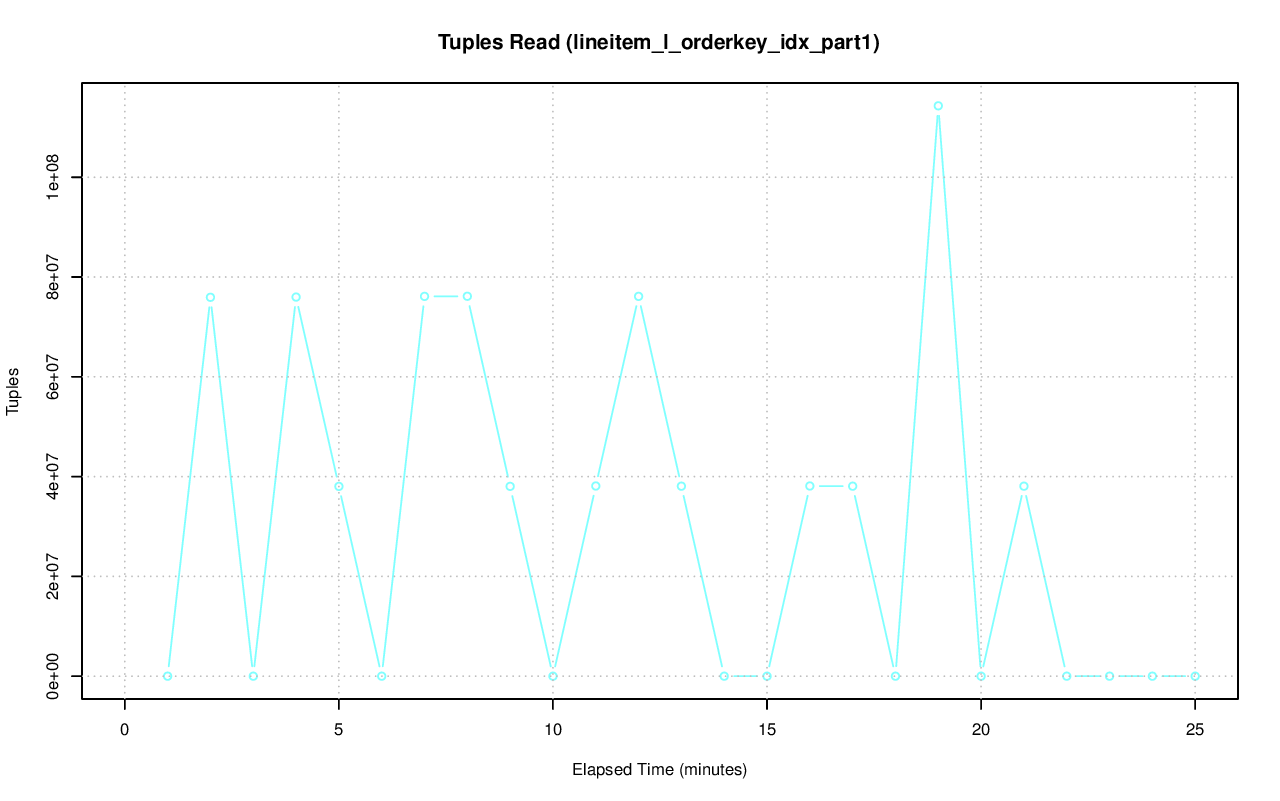 Tuples Read (lineitem_l_orderkey_idx_part1)
1e+08
8e+07
6e+07
4e+07
2e+07
0e+00
Tuples
0 5 10 15 20 25
Elapsed Time (minutes)